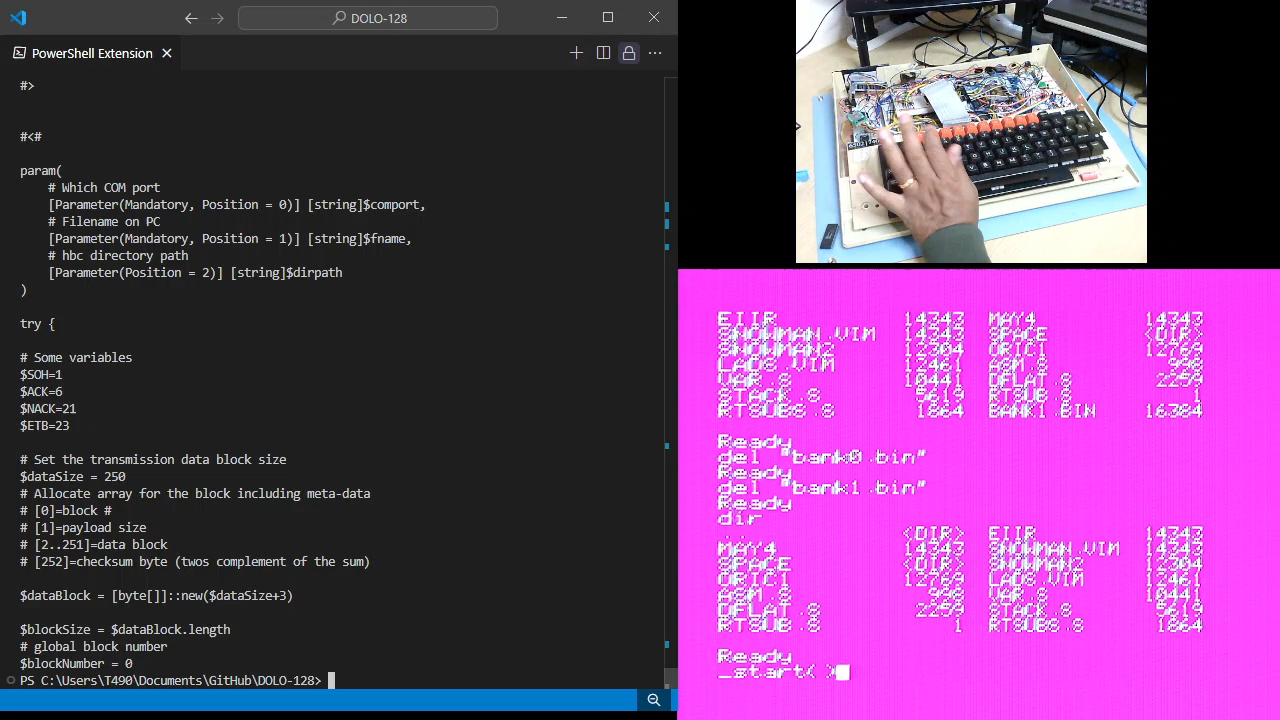 DOLO-128
PowerShell Extension
#>
#<#
param(
# Which COM port
[Parameter(Mandatory, Position = 0)] [string]$comport,
# Filename on PC
[Parameter(Mandatory, Position = 1)] [string]$fname,
# hbc directory path
[Parameter(Position = 2)] [string]$dirpath
)
try {
# Some variables
$SOH=1
$ACK=6
$NACK=21
$ETB=23
# Set the transmission data block size
$dataSize = 250
# Allocate array for the block including meta-data
# [0]=block #
# [1]=payload size
# [2..251]=data block
# [252]=checksum byte (twos complement of the sum)
$dataBlock = [byte[]]::new($dataSize+3)
$blockSize = $dataBlock.length
# global block number
$blockNumber = 0
PS C:\Users\T490\Documents\GitHub\DOLO-128>
EIIR 14343 MAY4 14343
SNOWMAN.VIM 14343 SPACE <DIR>
SNOWMAN2 12304 ORIC1 12769
LADS.VIM 12461 ASM.S 998
VAR.S 10441 DFLAT.S 2259
STACK.S 5619 RTSUB.S 1
RTSUBS.S 1864 BANK1.BIN 16384
Ready
del "bank0.bin"
Ready
del "bank1.bin"
Ready
dir
.. <DIR> EIIR 14343
MAY4 14343 SNOWMAN.VIM 14343
SPACE <DIR> SNOWMAN2 12304
ORIC1 12769 LADS.VIM 12461
ASM.S 998 VAR.S 10441
DFLAT.S 2259 STACK.S 5619
RTSUB.S 1 RTSUBS.S 1864
Ready
_start( )